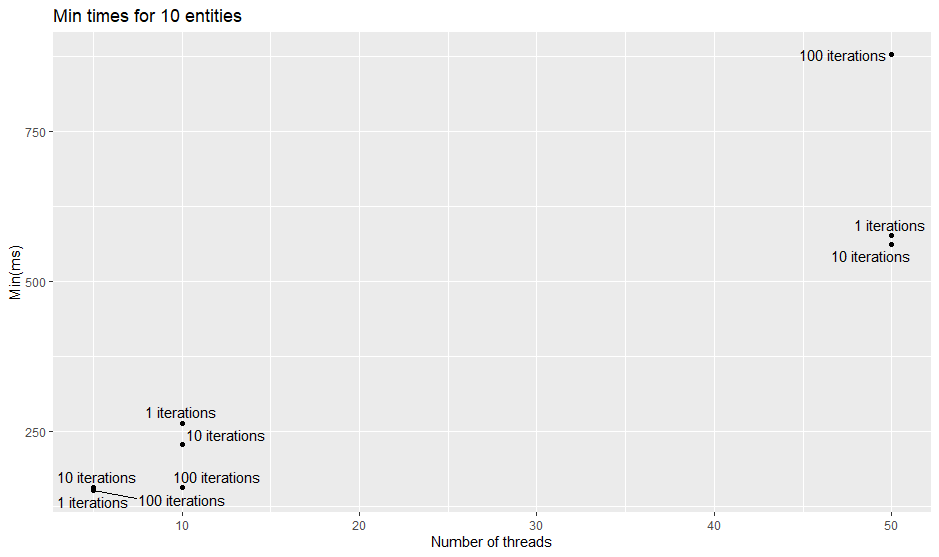 Min times for 10 entities
100 iterations
750
1 iterations
10 iterations
Min(ms)
500
1 iterations
250
10 iterations
10 iterations
100 iterations
1 iterations
100 iterations
10
20
30
40
50
Number of threads